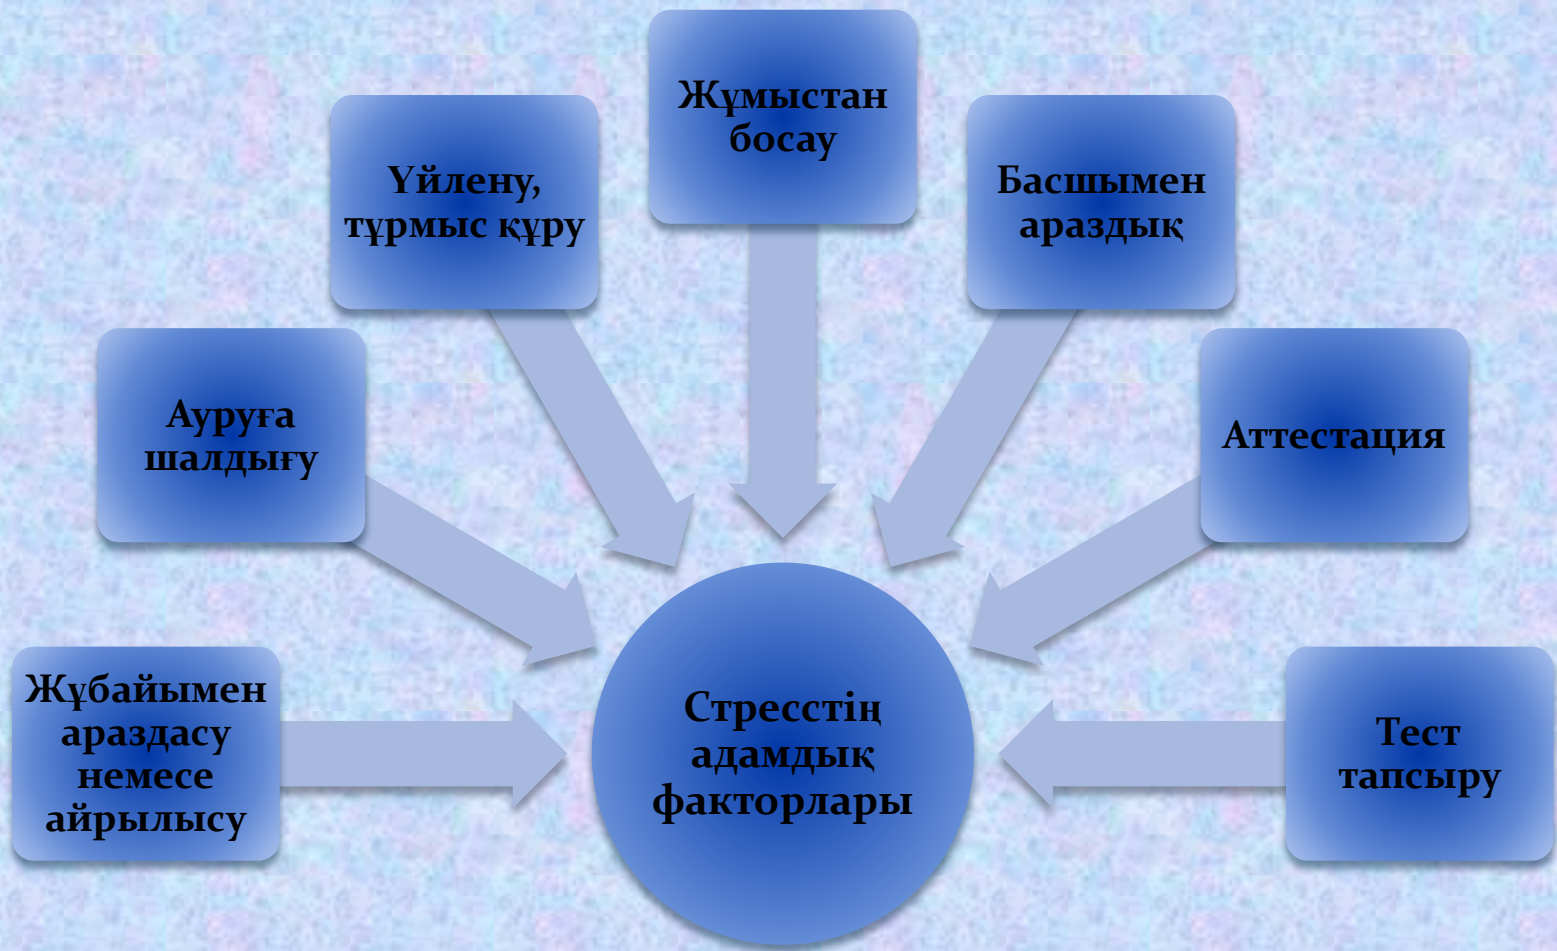 Жұмыстан
босау
Үйлену,
тұрмыс құру
Басшымен
араздық
Ауруға
шалдығу
Аттестация
Жұбайымен
араздасу
немесе
айрылысу
Стресстің
адамдық
факторлары
Тест
тапсыру